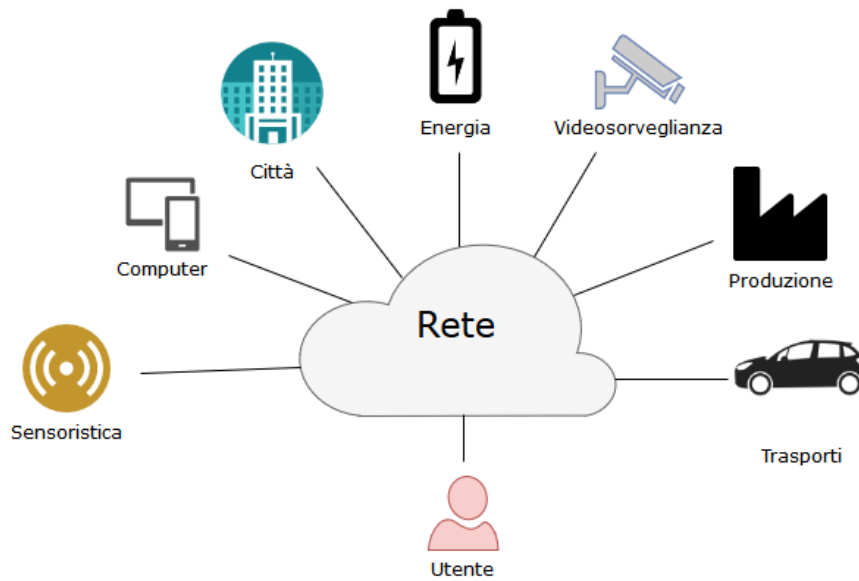 Energia
Videosorveglianza
Città
Computer
Produzione
Rete
Sensoristica
Trasporti
Utente